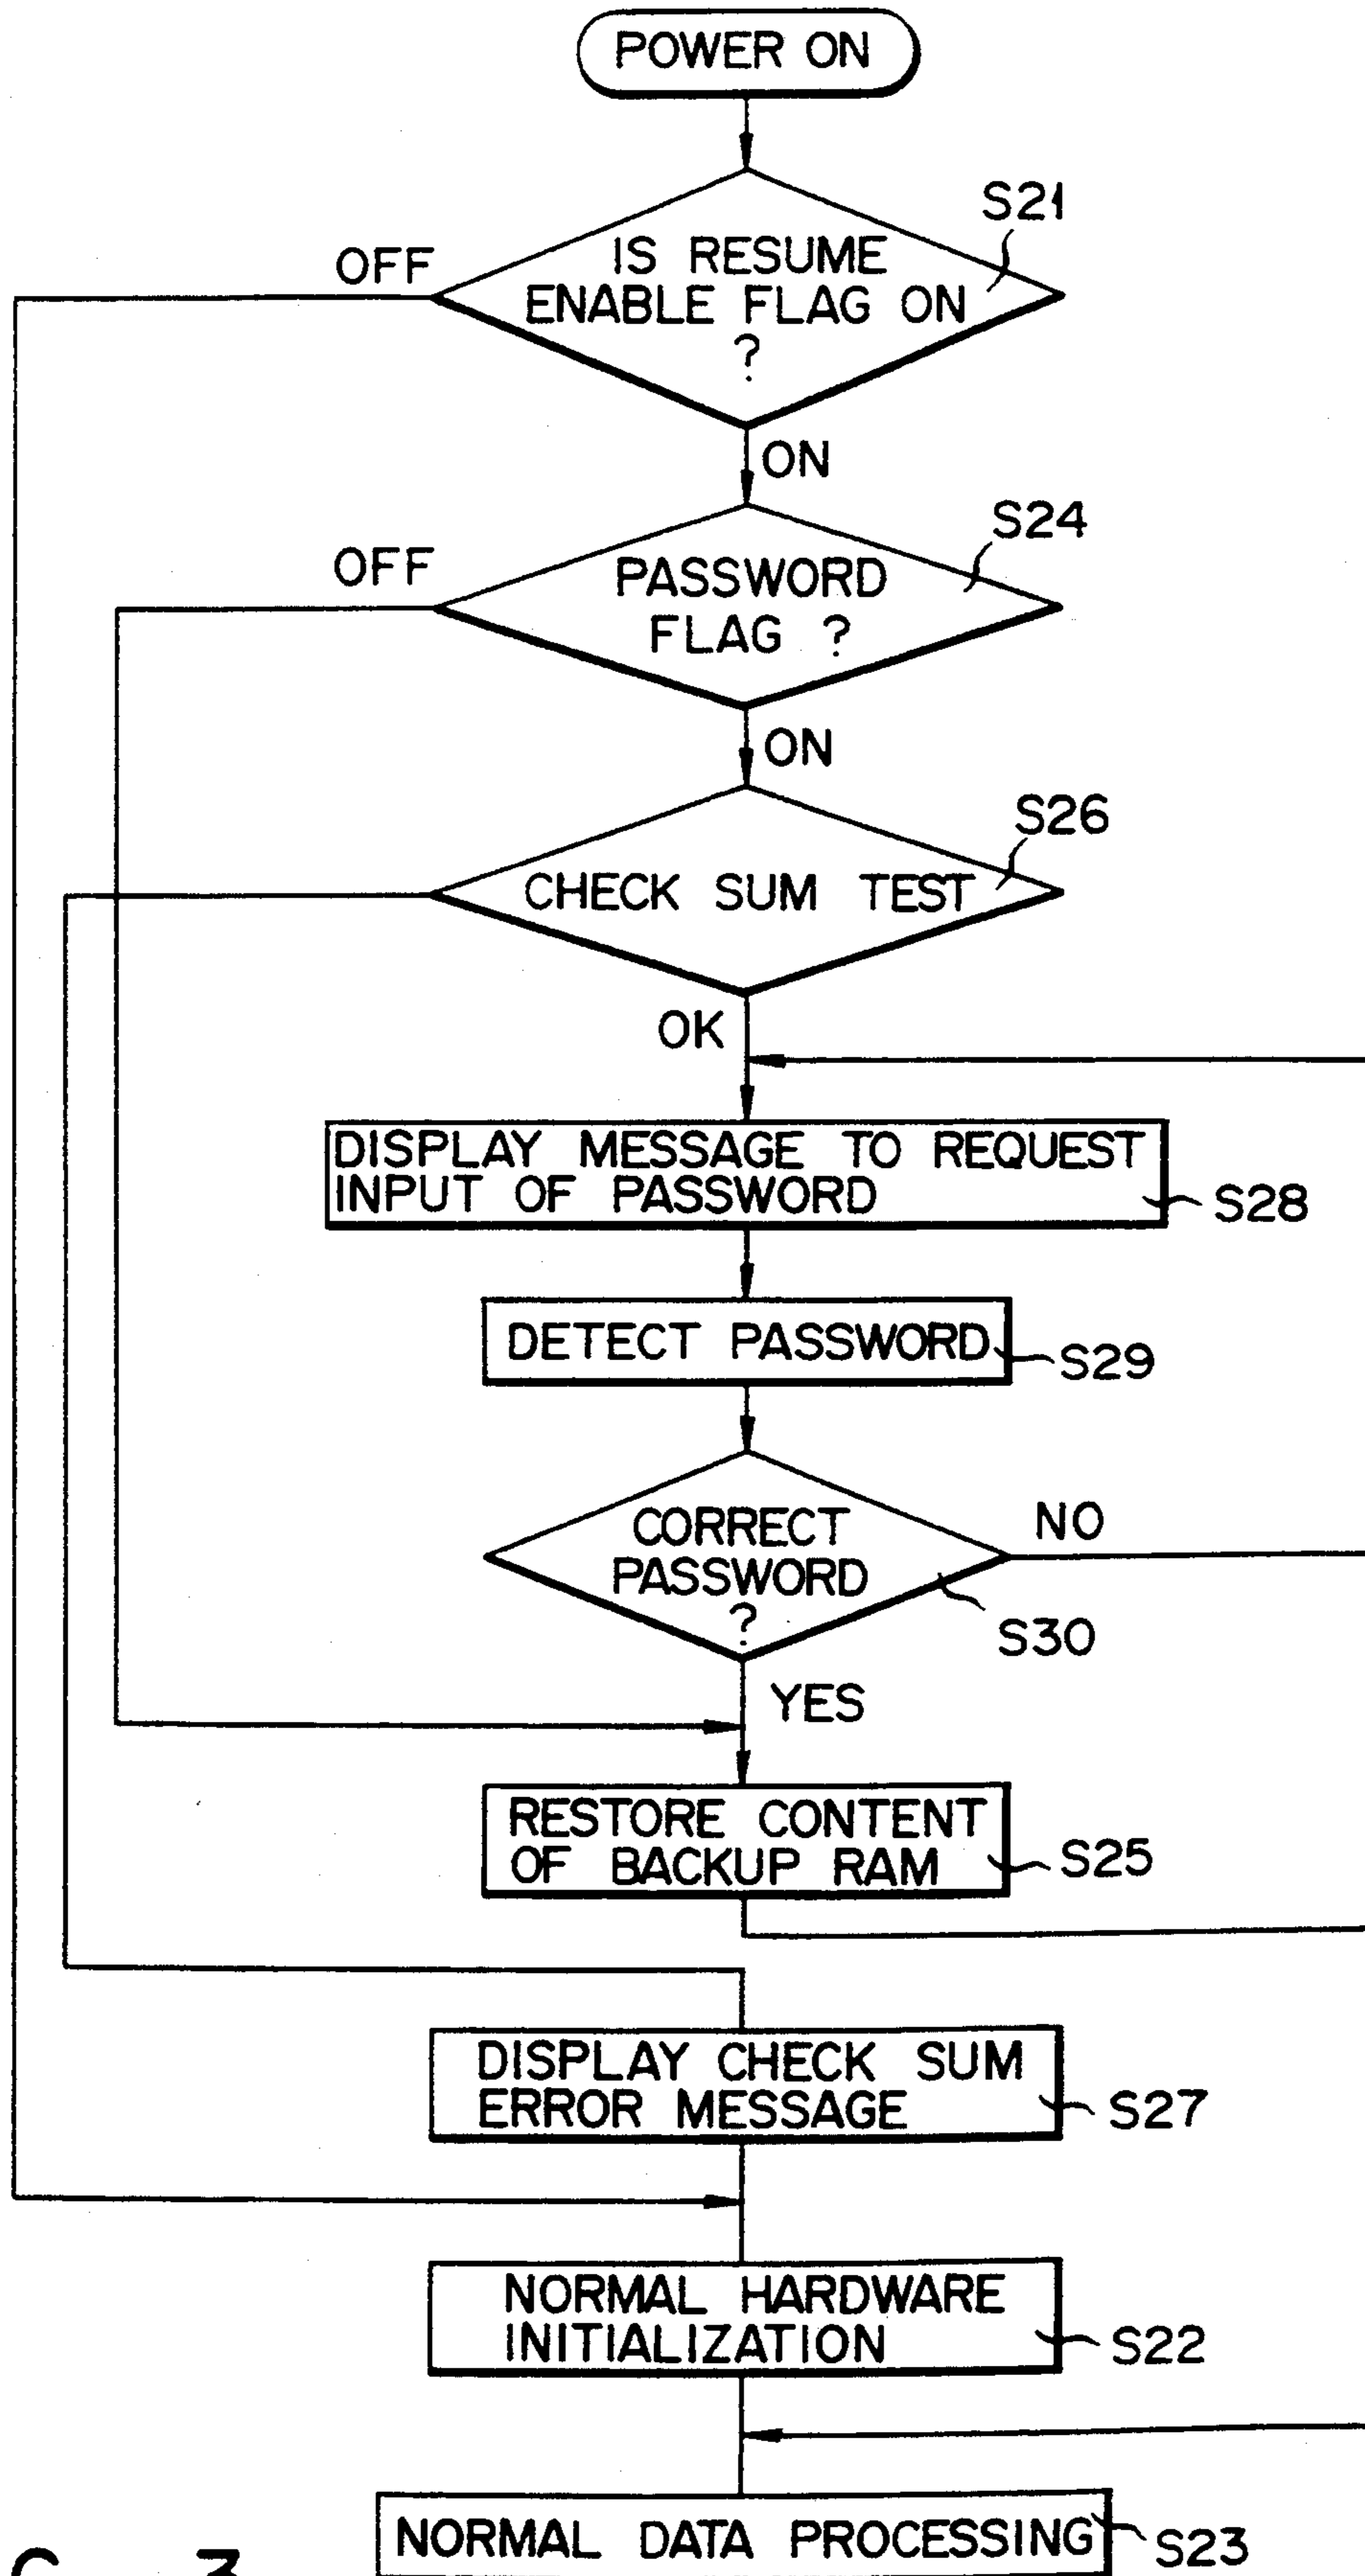 POWER ON
S21
OFF
IS RESUME
ENABLE FLAG ON
?
ON
S24
OFF
PASSWORD
FLAG ?
ON
S26
CHECK SUM TEST
OK
DISPLAY MESSAGE TO REQUEST
INPUT OF PASSWORD
S28
DETECT PASSWORD
S29
CORRECT
PASSWORD
?
NO
S30
YES
RESTORE CONTENT
OF BACKUP RAM
S25
DISPLAY CHECK SUM
ERROR MESSAGE
S27
NORMAL HARDWARE
INITIALIZATION
S22
NORMAL DATA PROCESSING
S23
3